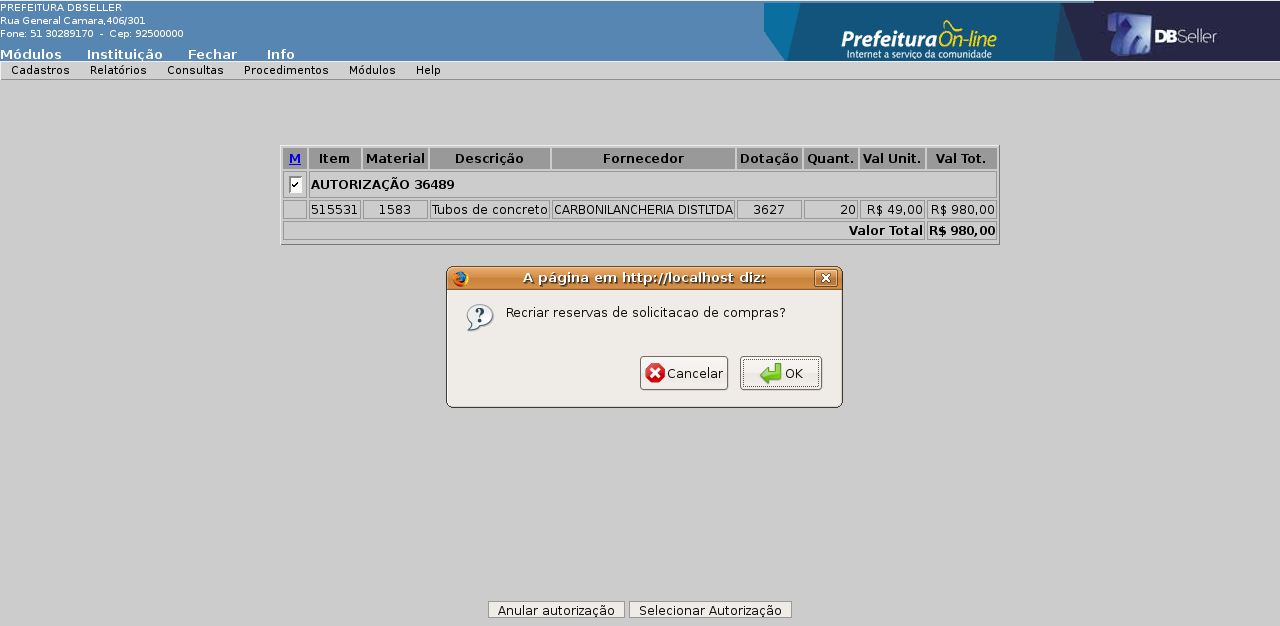 PREFEITURA DBSELLER
Rua General Camara,406/301
Fone: 51 30289170 - Cep: 92500000
Módulos Instituição Fechar Info
PrefeituraOn-line
Internet a serviço da comunidade
DBSeller
Cadastros Relatórios Consultas Procedimentos Módulos Help
M Item Material Descrição Fornecedor Dotação Quant. Val Unit. Val Tot.
AUTORIZAÇÃO 36489
515531 1583 Tubos de concreto CARBONILANCHERIA DISTLTDA 3627 20 R$ 49,00 R$ 980,00
Valor Total R$ 980,00
A página em http://localhost diz:
Recriar reservas de solicitacao de compras?
Cancelar OK
Anular autorização Selecionar Autorização